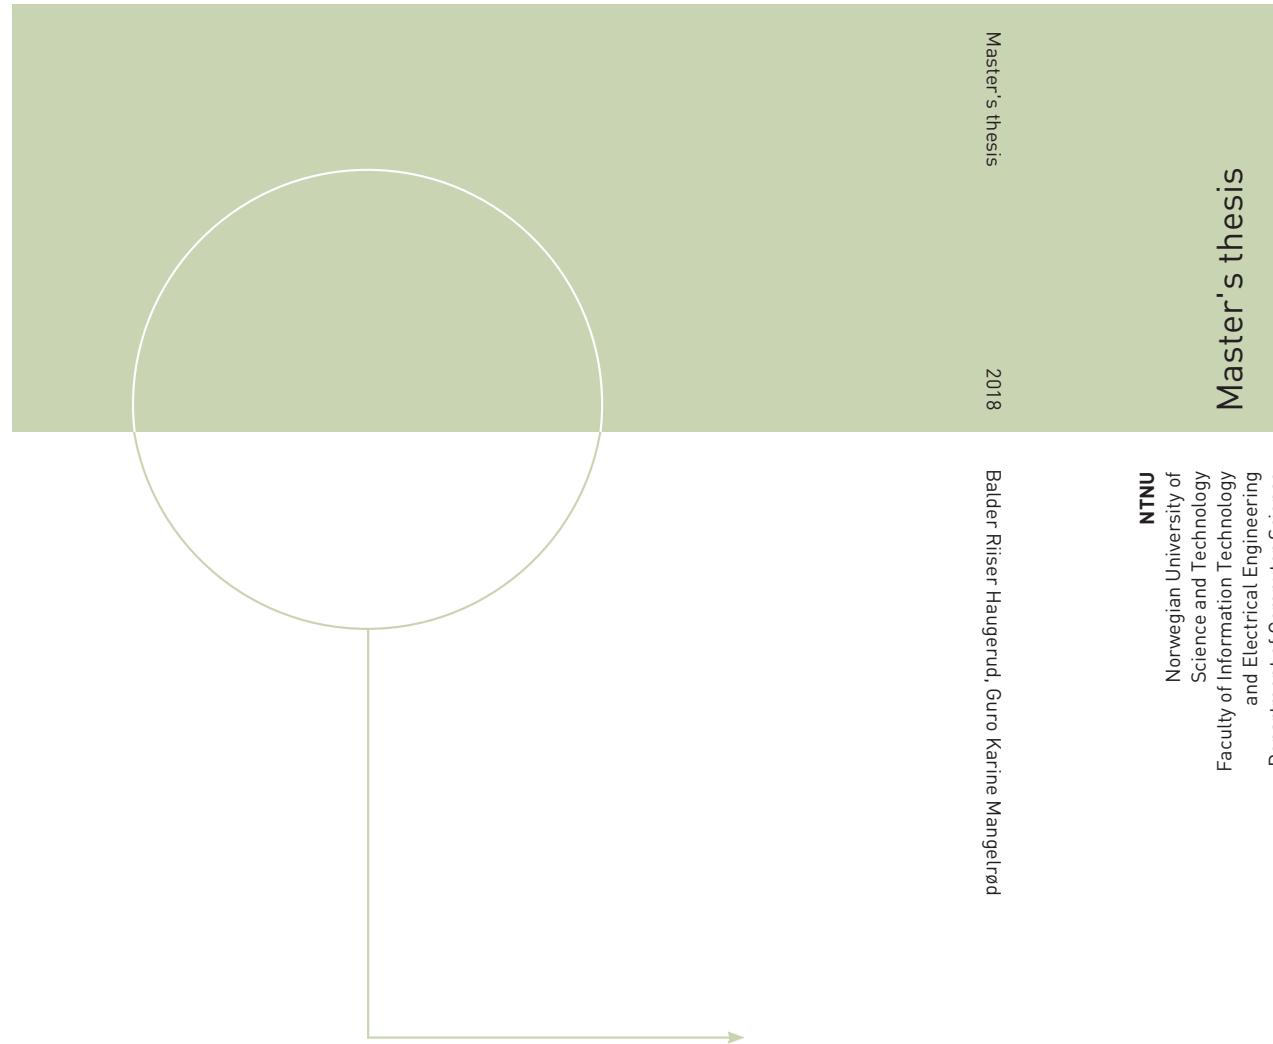 Master's thesis
2018
Balder Riiser Haugerud, Guro Karine Mangelrød
Master's thesis
NTNU
Norwegian University of
Science and Technology
Faculty of Information Technology
and Electrical Engineering